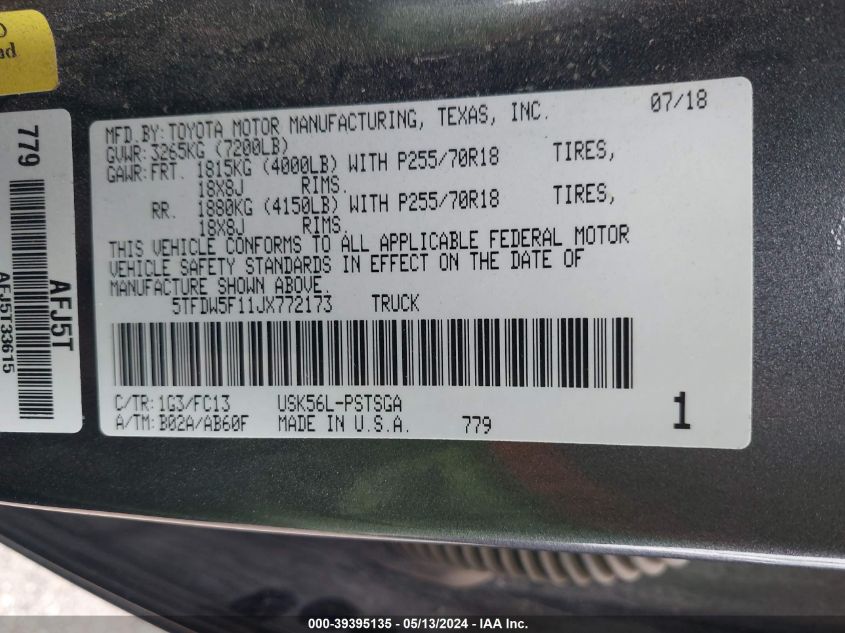 MFD.BY: TOYOTA MOTOR MANUFACTURING, TEXAS, INC. 07/18
GVWR: 3265KG (7200LB)
GAWR: FRT. 1815KG (4000LB) WITH P255/70R18 TIRES,
18X8J RIMS.
RR. 1880KG (4150LB) WITH P255/70R18 TIRES,
18X8J RIMS.
THIS VEHICLE CONFORMS TO ALL APPLICABLE FEDERAL MOTOR
VEHICLE SAFETY STANDARDS IN EFFECT ON THE DATE OF
MANUFACTURE SHOWN ABOVE.
5TFDW5F11JX772173 TRUCK
C/TR: 1G3/FC13 USK56L-PSTSGA
A/TM: B02A/AB60F MADE IN U.S.A. 779 1
779
AFJ5T
AFJ5T33615
000-39395135 - 05/13/2024 - IAA Inc.